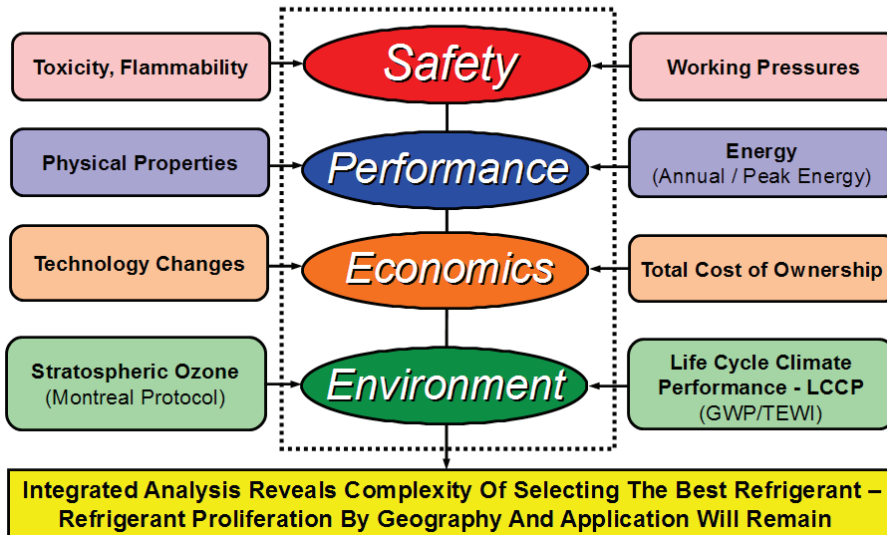 Toxicity, Flammability
Safety
Working Pressures
Physical Properties
Performance
Energy
(Annual / Peak Energy)
Technology Changes
Economics
Total Cost of Ownership
Stratospheric Ozone
(Montreal Protocol)
Environment
Life Cycle Climate
Performance - LCCP
(GWP/TEWI)
Integrated Analysis Reveals Complexity Of Selecting The Best Refrigerant –
Refrigerant Proliferation By Geography And Application Will Remain